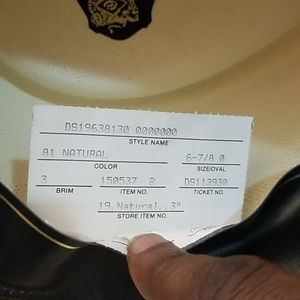 DS19638130 0000000
STYLE NAME
81 NATURAL 6-7/8 0
COLOR SIZE/OVAL
3 150537 P DS113930
BRIM ITEM NO. TICKET NO.
19.Natural..3"
STORE ITEM NO.